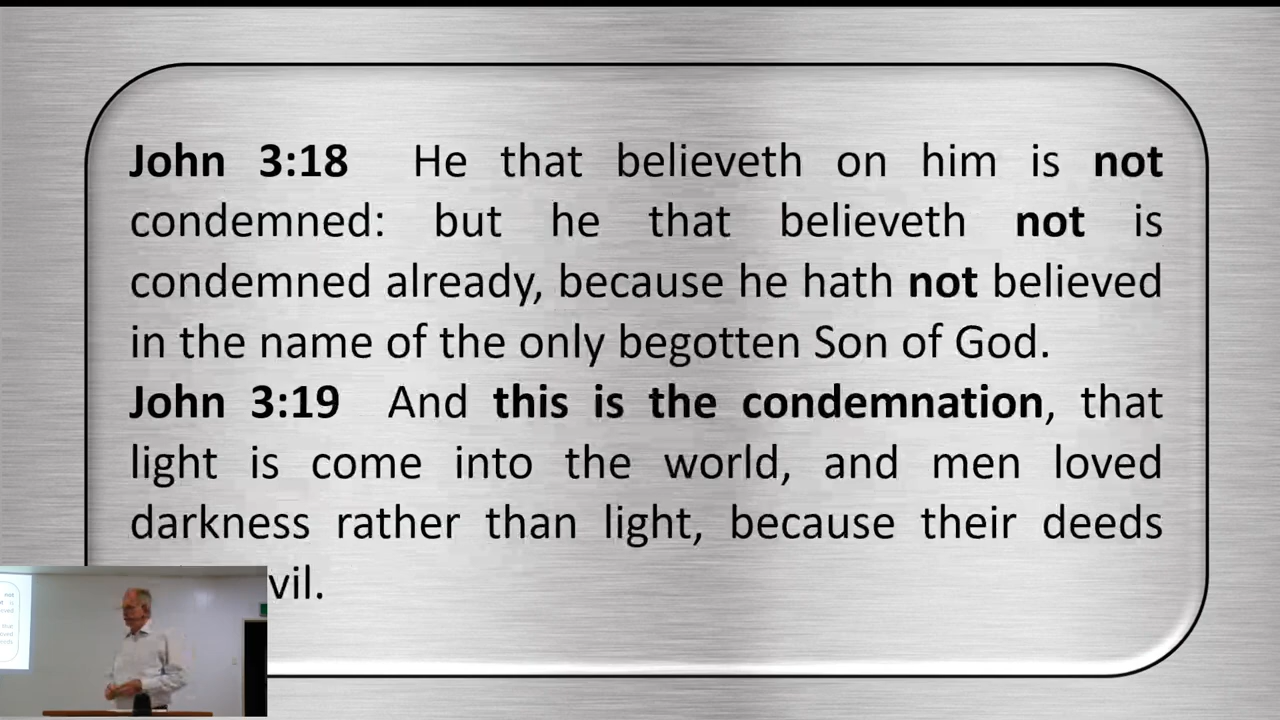 John 3:18 He that believeth on him is not
condemned: but he that believeth not is
condemned already, because he hath not believed
in the name of the only begotten Son of God.
John 3:19 And this is the condemnation, that
light is come into the world, and men loved
darkness rather than light, because their deeds
vil.